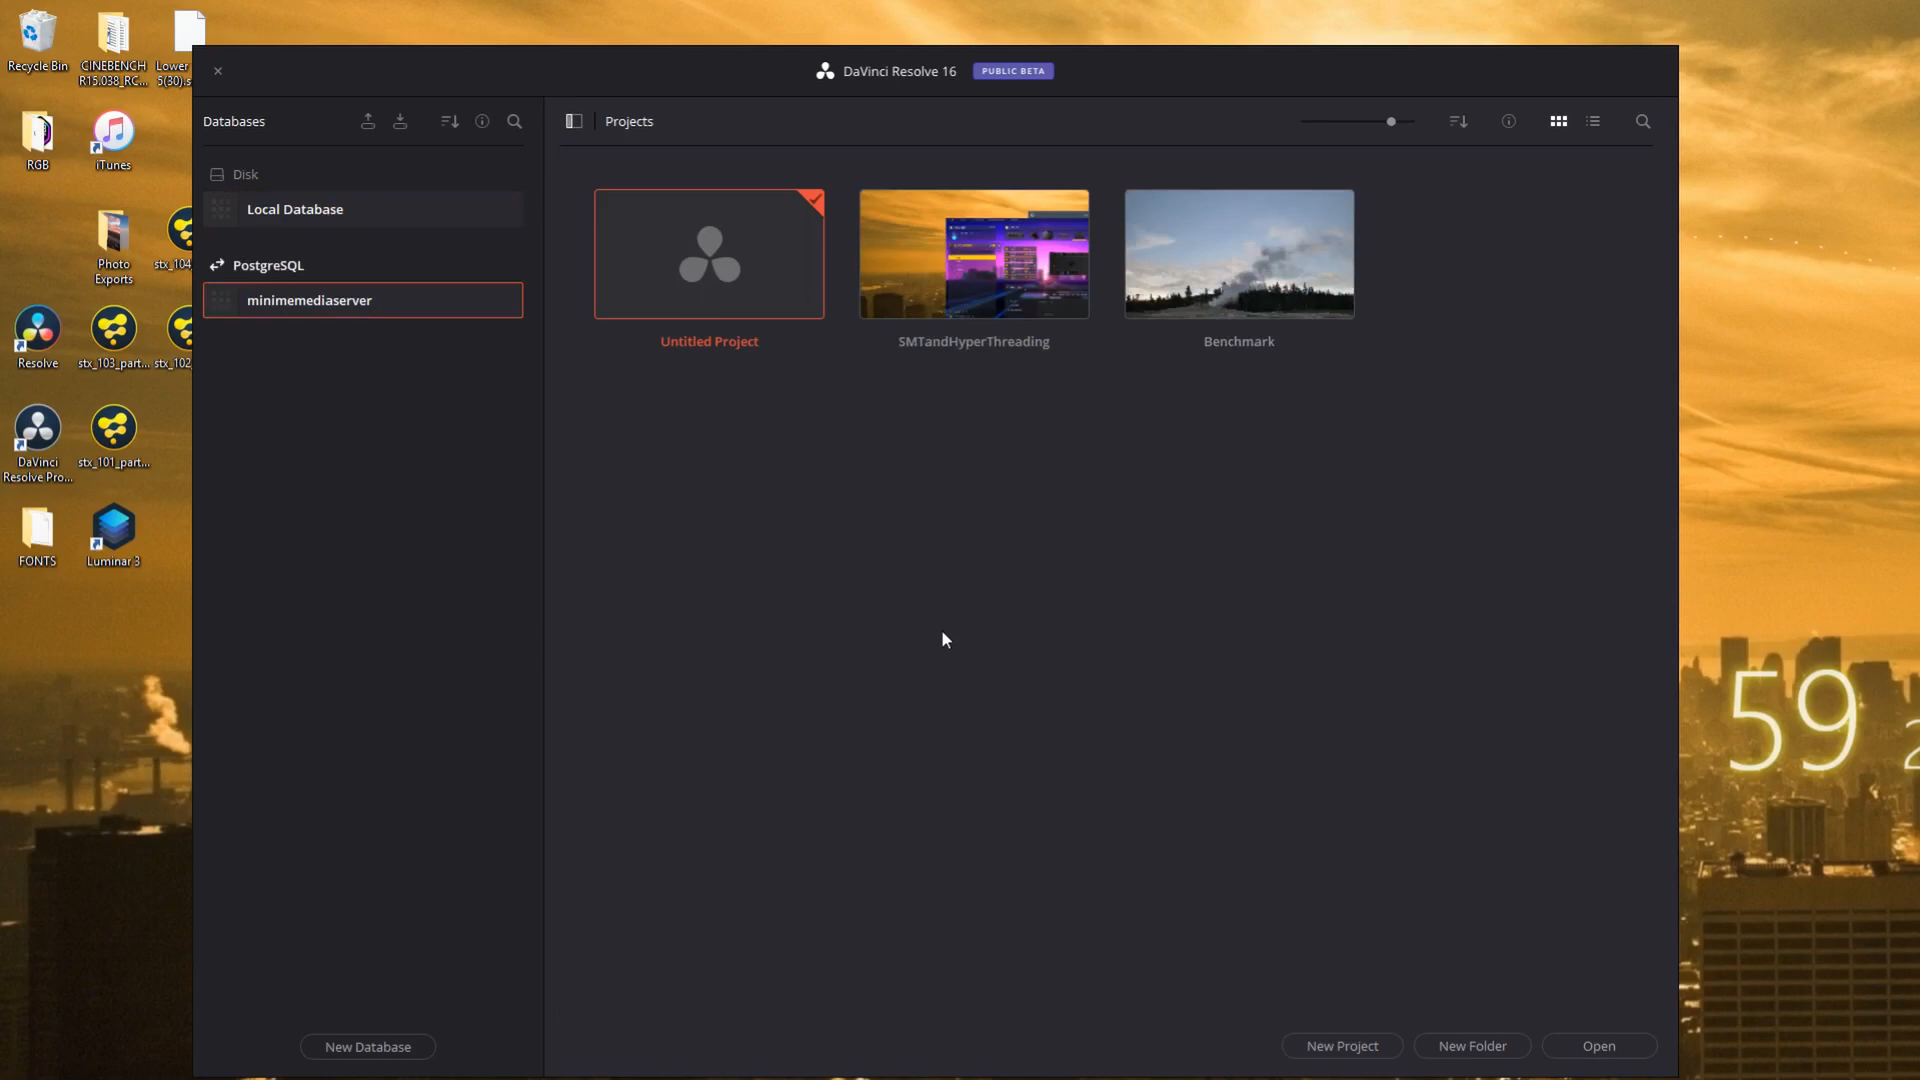 Recycle Bin
CINEBENCH
R15.038_RC...
Lower
5(30).s
RGB
iTunes
Photo
Exports
stx_104
Resolve
stx_103_part...
stx_102
DaVinci
Resolve Pro...
stx_101_part...
FONTS
Luminar 3
DaVinci Resolve 16
PUBLIC BETA
Databases
Disk
Local Database
PostgreSQL
minimemediaserver
New Database
Projects
Untitled Project
SMTandHyperThreading
Benchmark
New Project
New Folder
Open
59